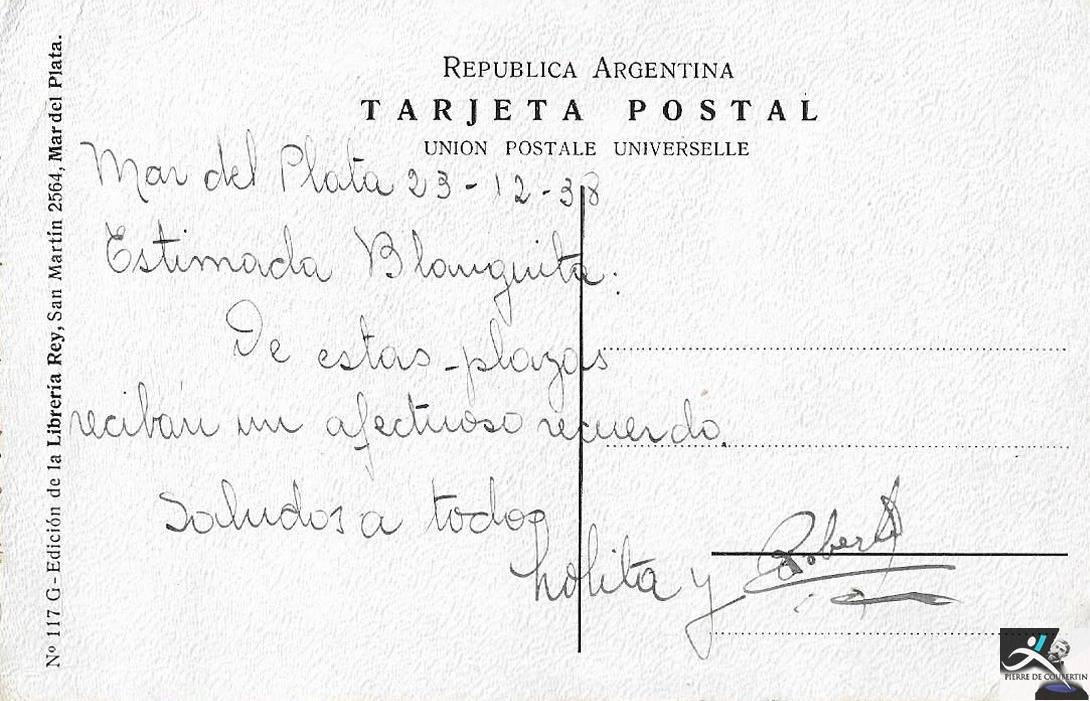 REPUBLICA ARGENTINA
TARJETA POSTAL
UNION POSTALE UNIVERSELLE
Mar del Plata 23-12-38
Estimada Blanquita:
De estas plazas
reciban un afectuoso recuerdo.
Saludos a todos
Lolita y Roberto
Nº 117 G - Edición de la Librería Rey, San Martín 2564, Mar del Plata.
PIERRE DE COUBERTIN